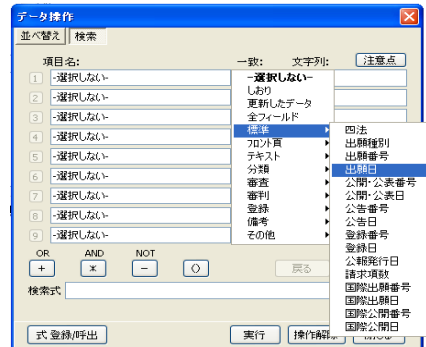 データ操作
並べ替え 検索
項目名: 一致: 文字列: 注意点
1 -選択しない-
2 -選択しない-
3 -選択しない-
4 -選択しない-
5 -選択しない-
6 -選択しない-
7 -選択しない-
8 -選択しない-
9 -選択しない-
-選択しない-
しおり
更新したデータ
全フィールド
標準
フロント頁
テキスト
分類
審査
審判
登録
備考
その他
四法
出願種別
出願番号
出願日
公開・公表番号
公開・公表日
公告番号
公告日
登録番号
登録日
公報発行日
請求項数
国際出願番号
国際出願日
国際公開番号
国際公開日
OR AND NOT
+ * - () 戻る
検索式
式 登録/呼出 実行 操作解除